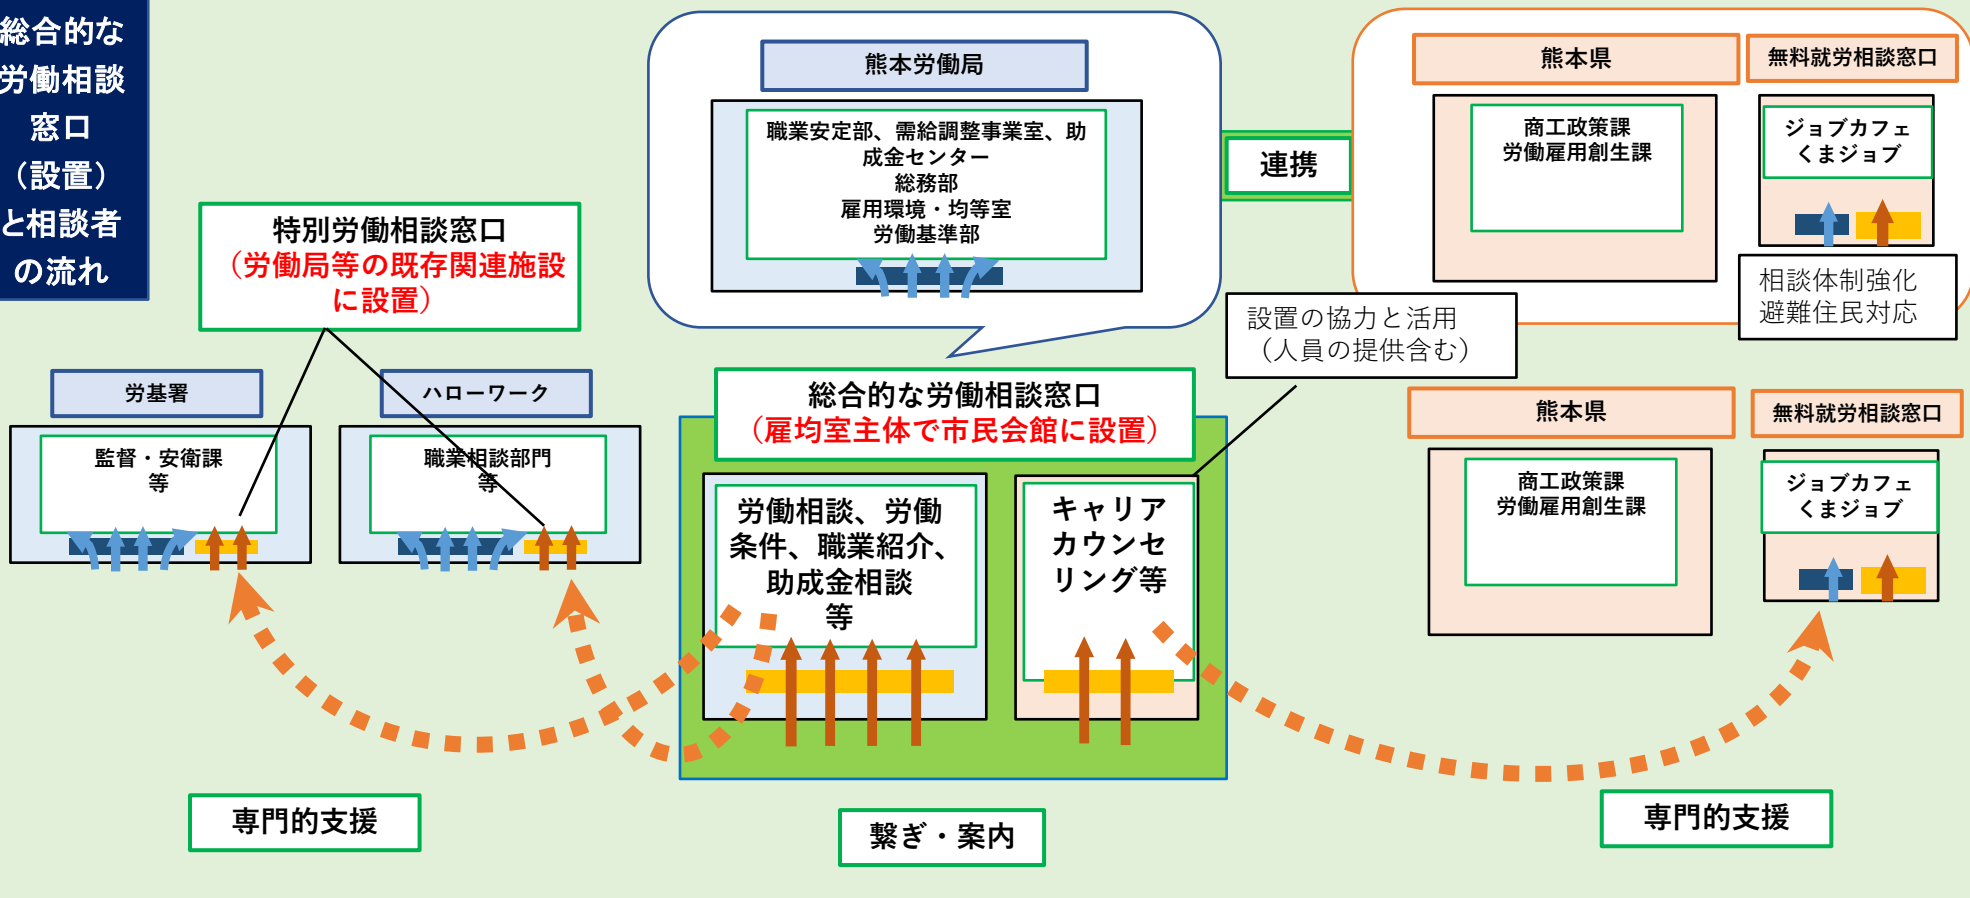 総合的な
労働相談
窓口
（設置）
と相談者
の流れ
熊本労働局
職業安定部、需給調整事業室、助
成金センター
総務部
雇用環境・均等室
労働基準部
連携
熊本県
商工政策課
労働雇用創生課
無料就労相談窓口
ジョブカフェ
くまジョブ
相談体制強化
避難住民対応
特別労働相談窓口
（労働局等の既存関連施設
に設置）
設置の協力と活用
（人員の提供含む）
労基署
監督・安衛課
等
ハローワーク
職業相談部門
等
総合的な労働相談窓口
（雇均室主体で市民会館に設置）
労働相談、労働
条件、職業紹介、
助成金相談
等
キャリア
カウンセ
リング等
熊本県
商工政策課
労働雇用創生課
無料就労相談窓口
ジョブカフェ
くまジョブ
専門的支援
繋ぎ・案内
専門的支援